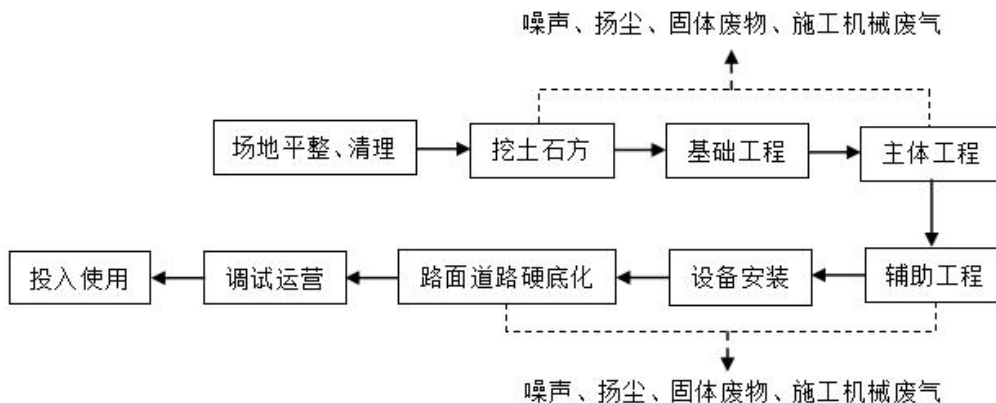 噪声、扬尘、固体废物、施工机械废气
场地平整、清理
挖土石方
基础工程
主体工程
投入使用
调试运营
路面道路硬底化
设备安装
辅助工程
噪声、扬尘、固体废物、施工机械废气